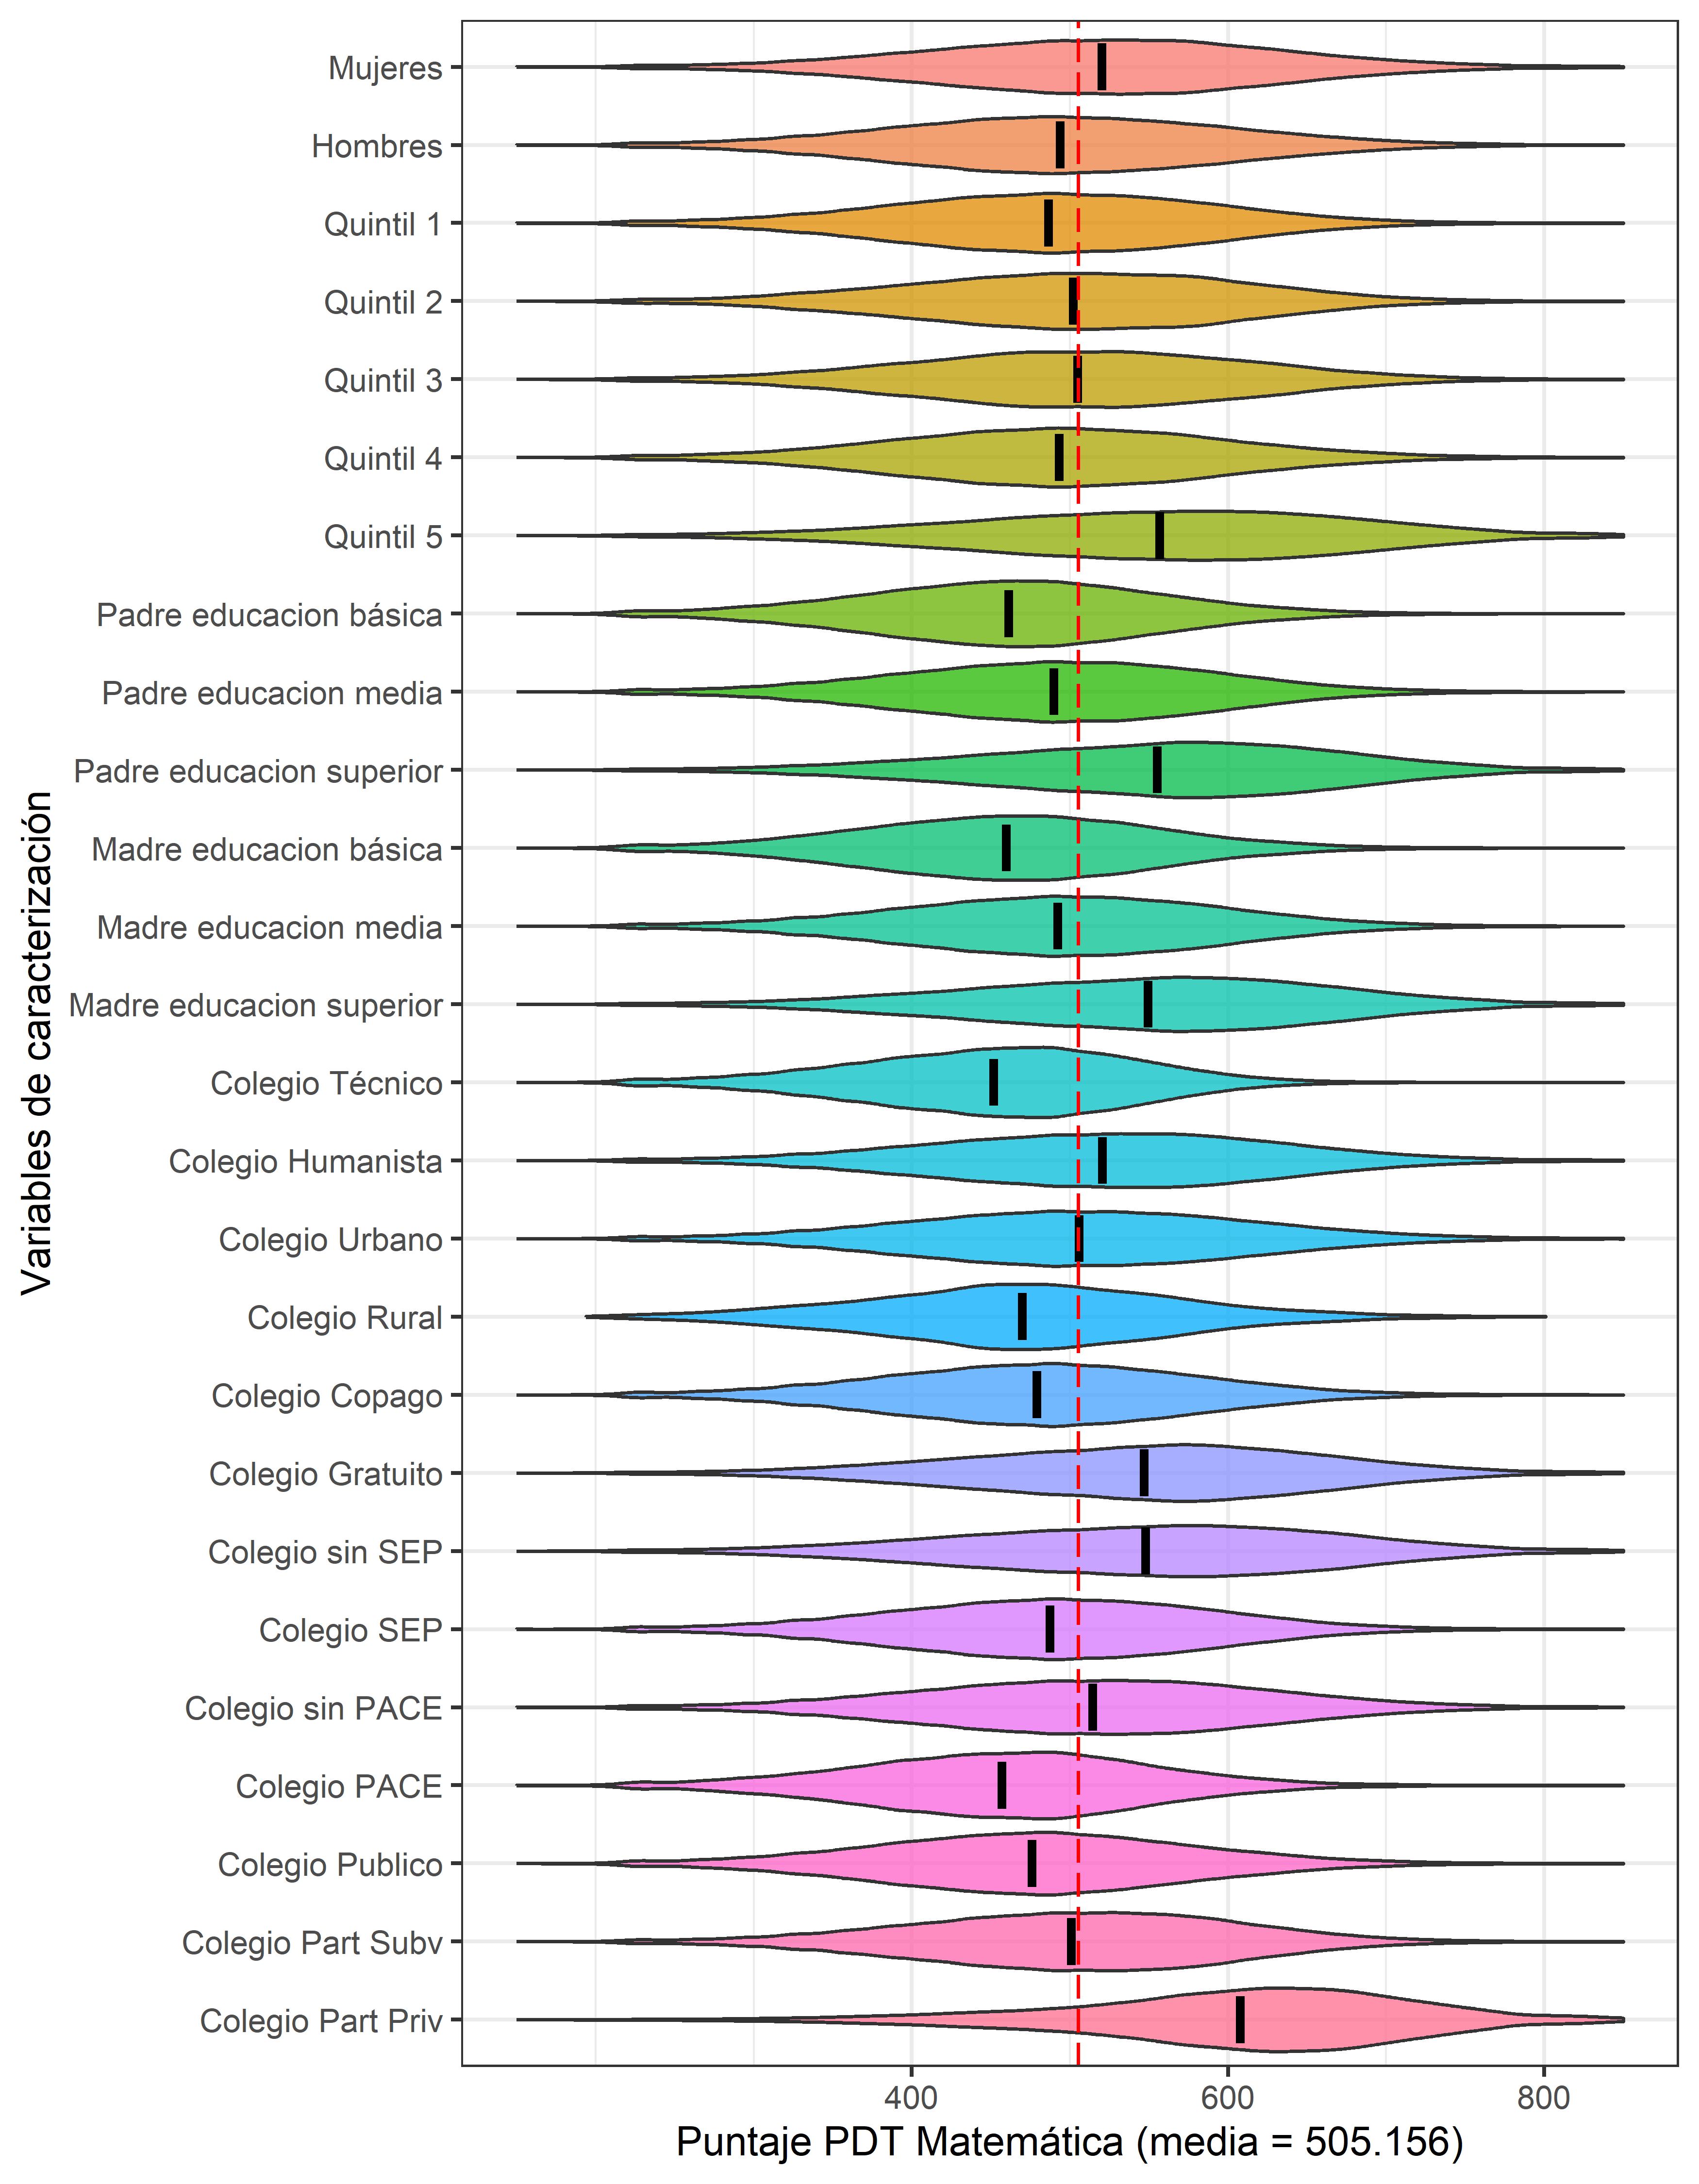 Variables de caracterización
Mujeres
Hombres
Quintil 1
Quintil 2
Quintil 3
Quintil 4
Quintil 5
Padre educacion básica
Padre educacion media
Padre educacion superior
Madre educacion básica
Madre educacion media
Madre educacion superior
Colegio Técnico
Colegio Humanista
Colegio Urbano
Colegio Rural
Colegio Copago
Colegio Gratuito
Colegio sin SEP
Colegio SEP
Colegio sin PACE
Colegio PACE
Colegio Publico
Colegio Part Subv
Colegio Part Priv
400 600 800
Puntaje PDT Matemática (media = 505.156)